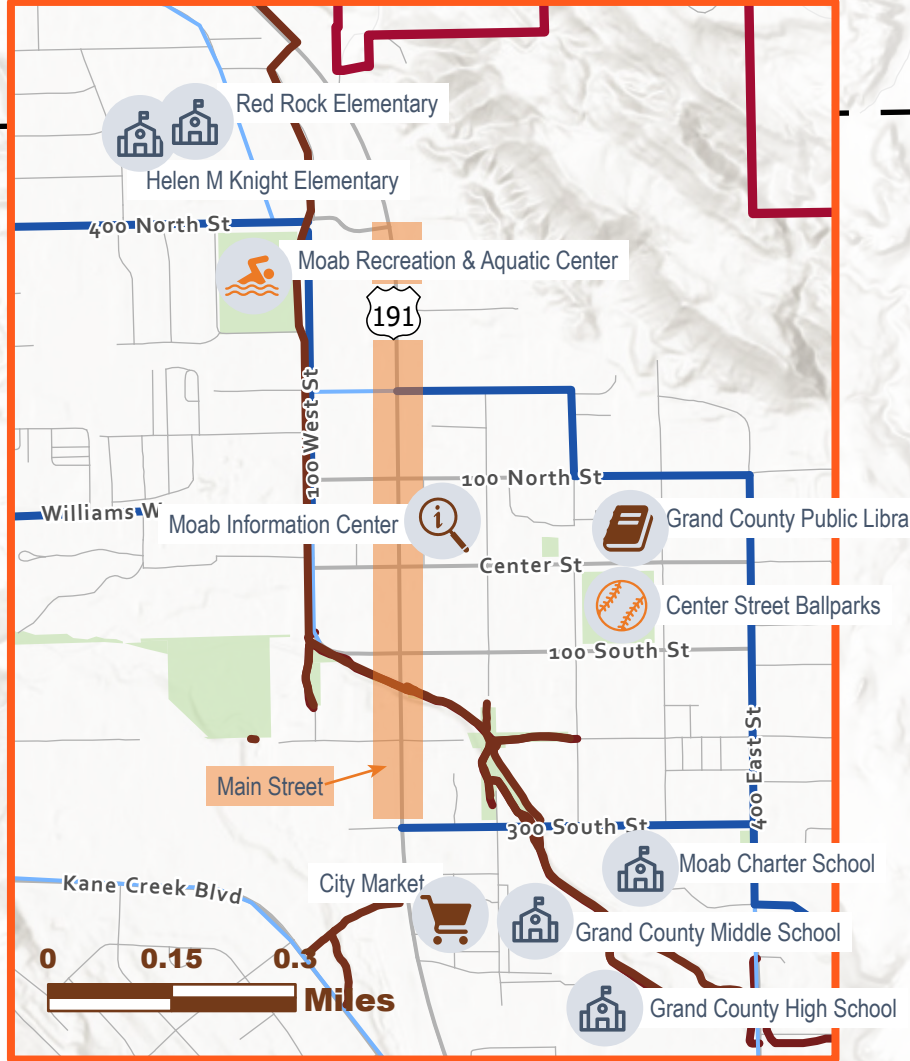 Red Rock Elementary
Helen M Knight Elementary
400 North St
Moab Recreation & Aquatic Center
191
100 West St
100 North St
Williams W
Moab Information Center
Grand County Public Libra
Center St
Center Street Ballparks
100 South St
400 East St
Main Street
300 South St
Moab Charter School
City Market
Kane Creek Blvd
Grand County Middle School
0 0.15 0.3
Miles
Grand County High School